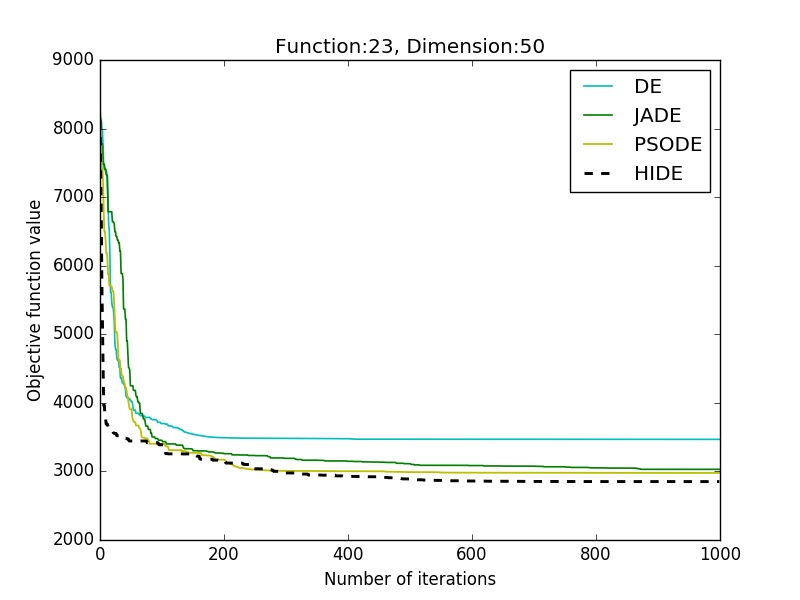 Function:23, Dimension:50
9000
8000
7000
6000
5000
4000
3000
2000
Objective function value
DE
JADE
PSODE
HIDE
0 200 400 600 800 1000
Number of iterations